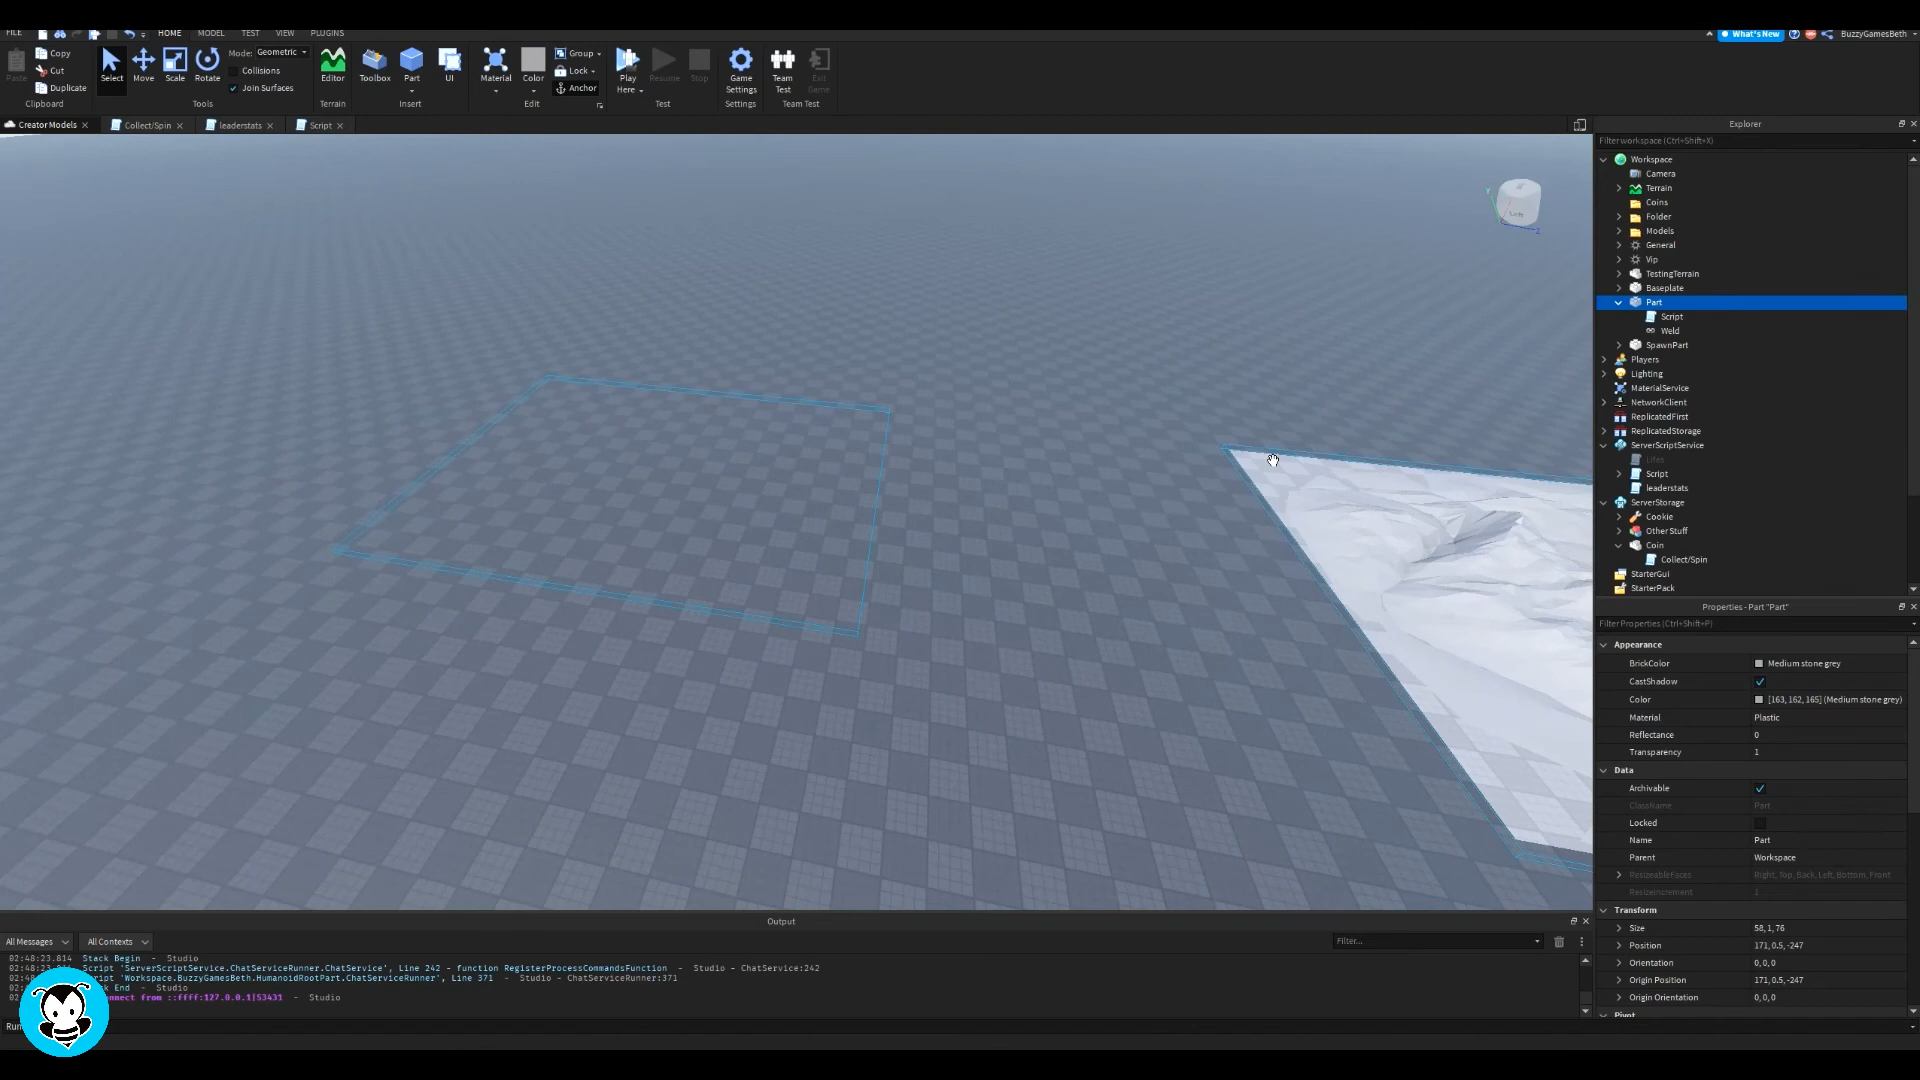 FILE HOME MODEL TEST VIEW PLUGINS What's New BuzzyGamesBeth
Paste Copy Cut Duplicate Clipboard
Select Move Scale Rotate Mode: Geometric Collisions Join Surfaces Tools
Editor Terrain
Toolbox Part UI Insert
Material Color Group Lock Anchor Edit
Play Here Resume Stop Test
Game Settings Settings
Team Test Exit Game Team Test
Creator Models Collect/Spin leaderstats Script
Left
Y
Z
Explorer
Filter workspace (Ctrl+Shift+X)
Workspace
Camera
Terrain
Coins
Folder
Models
General
Vip
TestingTerrain
Baseplate
Part
Script
Weld
SpawnPart
Players
Lighting
MaterialService
NetworkClient
ReplicatedFirst
ReplicatedStorage
ServerScriptService
Lifes
Script
leaderstats
ServerStorage
Cookie
Other Stuff
Coin
Collect/Spin
StarterGui
StarterPack
Properties - Part "Part"
Filter Properties (Ctrl+Shift+P)
Appearance
BrickColor Medium stone grey
CastShadow
Color [163, 162, 165] (Medium stone grey)
Material Plastic
Reflectance 0
Transparency 1
Data
Archivable
ClassName Part
Locked
Name Part
Parent Workspace
ResizeableFaces Right, Top, Back, Left, Bottom, Front
ResizeIncrement 1
Transform
Size 58, 1, 76
Position 171, 0.5, -247
Orientation 0, 0, 0
Origin Position 171, 0.5, -247
Origin Orientation 0, 0, 0
Pivot
Output
All Messages All Contexts Filter...
02:48:23.814 Stack Begin - Studio
Script 'ServerScriptService.ChatServiceRunner.ChatService', Line 242 - function RegisterProcessCommandsFunction - Studio - ChatService:242
'Workspace.BuzzyGamesBeth.HumanoidRootPart.ChatServiceRunner', Line 371 - Studio - ChatServiceRunner:371
End - Studio
from ::ffff:127.0.0.1|53431 - Studio